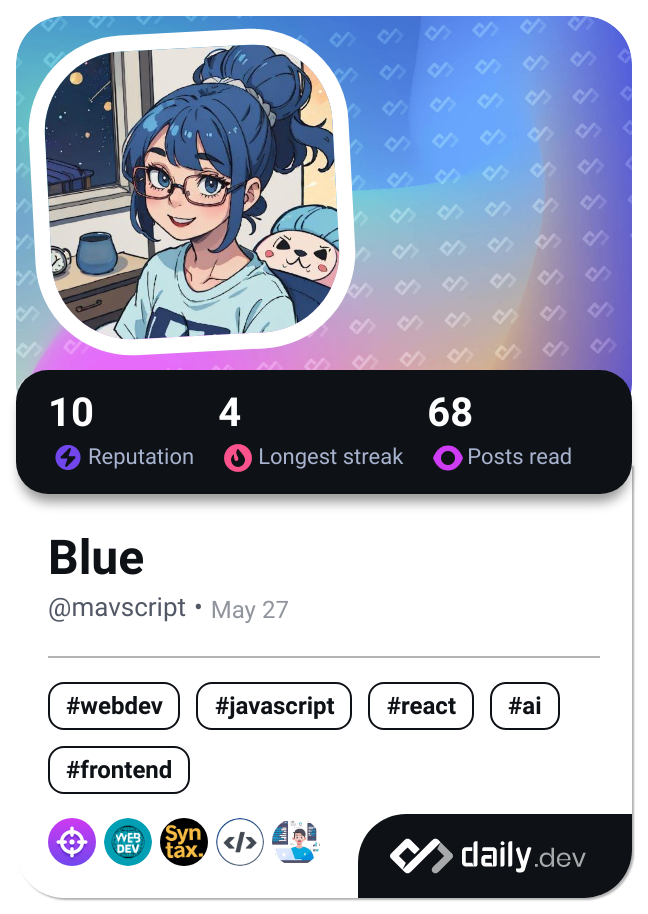 10 4 68
Reputation Longest streak Posts read
Blue
@mavscript • May 27
#webdev #javascript #react #ai
#frontend
WEB
DEV
Syn
tax.
</>
daily.dev